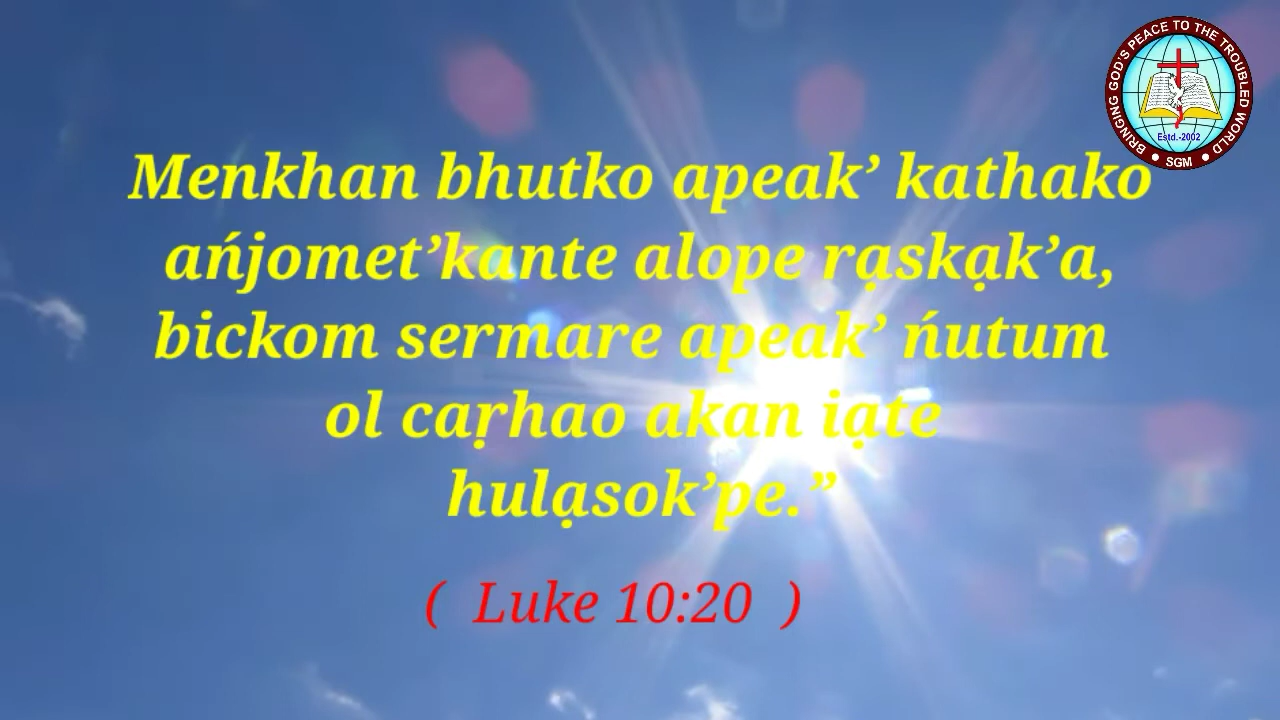 Menkhan bhutko apeak’ kathako
ańjomet’kante alope rạskạk’a,
bickom sermare apeak’ ńutum
ol caṛhao akan iạte
hulạsok’pe.”
( Luke 10:20 )
BRINGING GOD'S PEACE TO THE TROUBLED WORLD
Estd.-2002
• SGM •